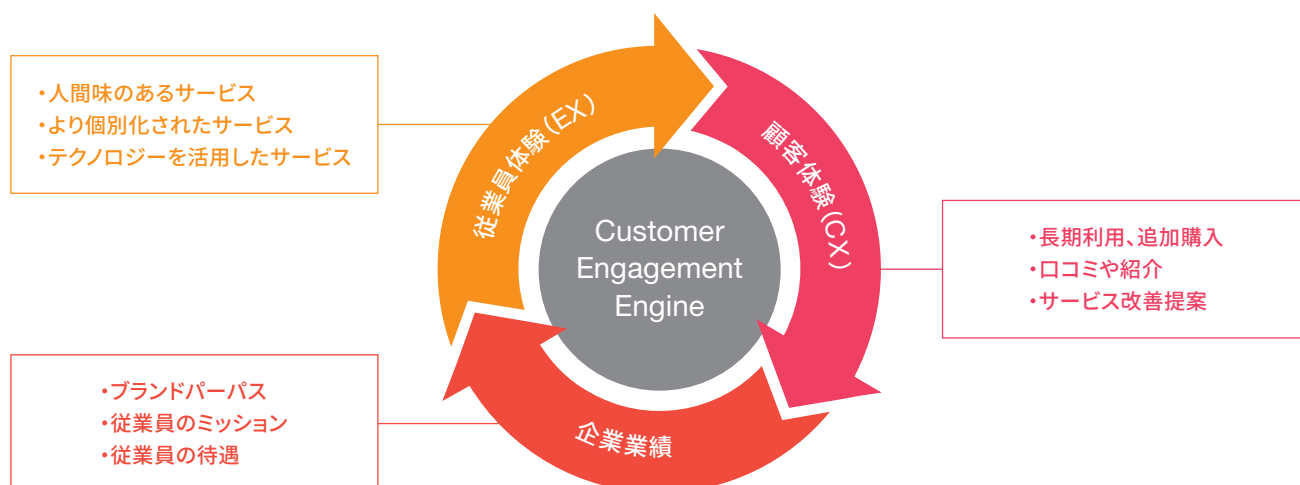 ・人間味のあるサービス
・より個別化されたサービス
・テクノロジーを活用したサービス
従業員体験(EX)
顧客体験(CX)
Customer
Engagement
Engine
・長期利用、追加購入
・口コミや紹介
・サービス改善提案
・ブランドパーパス
・従業員のミッション
・従業員の待遇
企業業績